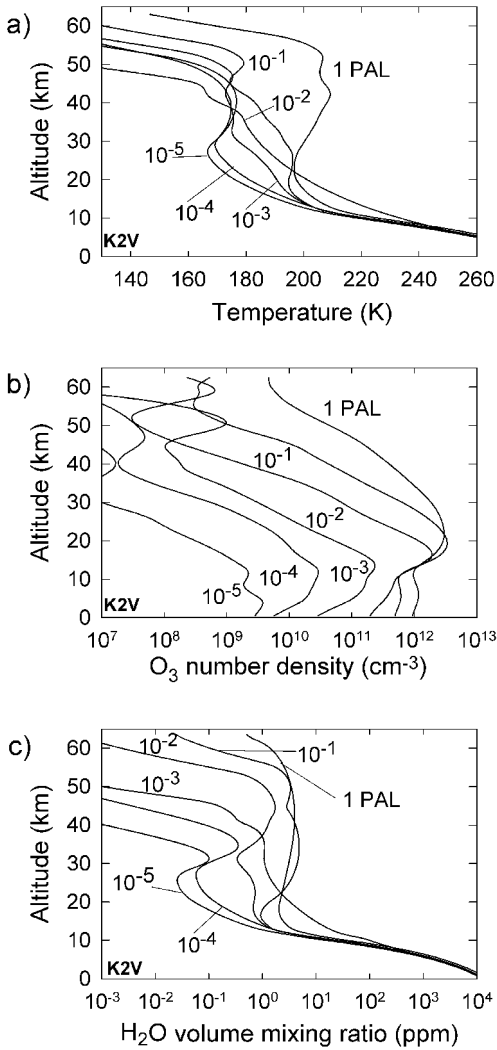 a)
60
50
40
30
20
10
0
Altitude (km)
10⁻¹
1 PAL
10⁻²
10⁻⁵
10⁻⁴
10⁻³
K2V
140 160 180 200 220 240 260
Temperature (K)
b)
60
50
40
30
20
10
0
Altitude (km)
1 PAL
10⁻¹
10⁻²
10⁻³
10⁻⁴
10⁻⁵
K2V
10⁷ 10⁸ 10⁹ 10¹⁰ 10¹¹ 10¹² 10¹³
O₃ number density (cm⁻³)
c)
60
50
40
30
20
10
0
Altitude (km)
10⁻²
10⁻¹
10⁻³
1 PAL
10⁻⁵
10⁻⁴
K2V
10⁻³ 10⁻² 10⁻¹ 10⁰ 10¹ 10² 10³ 10⁴
H₂O volume mixing ratio (ppm)